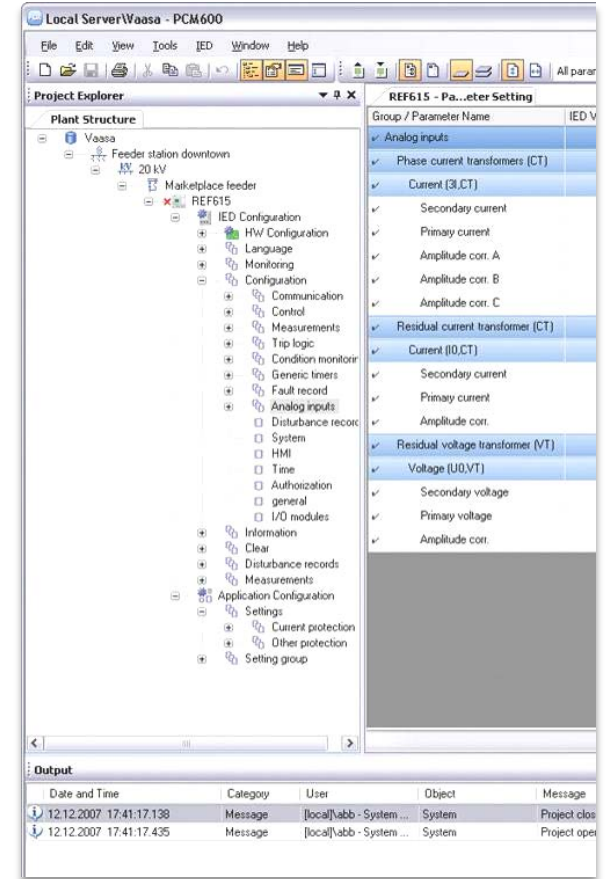 Local Server\Vaasa - PCM600
File Edit View Tools IED Window Help
All parar
Project Explorer
Plant Structure
Vaasa
Feeder station downtown
20 kV
Marketplace feeder
REF615
IED Configuration
HW Configuration
Language
Monitoring
Configuration
Communication
Control
Measurements
Trip logic
Condition monitorir
Generic timers
Fault record
Analog inputs
Disturbance recorc
System
HMI
Time
Authorization
general
I/O modules
Information
Clear
Disturbance records
Measurements
Application Configuration
Settings
Current protection
Other protection
Setting group
REF615 - Pa...eter Setting
Group / Parameter Name IED V
Analog inputs
Phase current transformers (CT)
Current (3I,CT)
Secondary current
Primary current
Amplitude corr. A
Amplitude corr. B
Amplitude corr. C
Residual current transformer (CT)
Current (I0,CT)
Secondary current
Primary current
Amplitude corr.
Residual voltage transformer (VT)
Voltage (U0,VT)
Secondary voltage
Primary voltage
Amplitude corr.
Output
Date and Time Category User Object Message
12.12.2007 17:41:17.138 Message [local]\abb - System ... System Project clos
12.12.2007 17:41:17.435 Message [local]\abb - System ... System Project oper